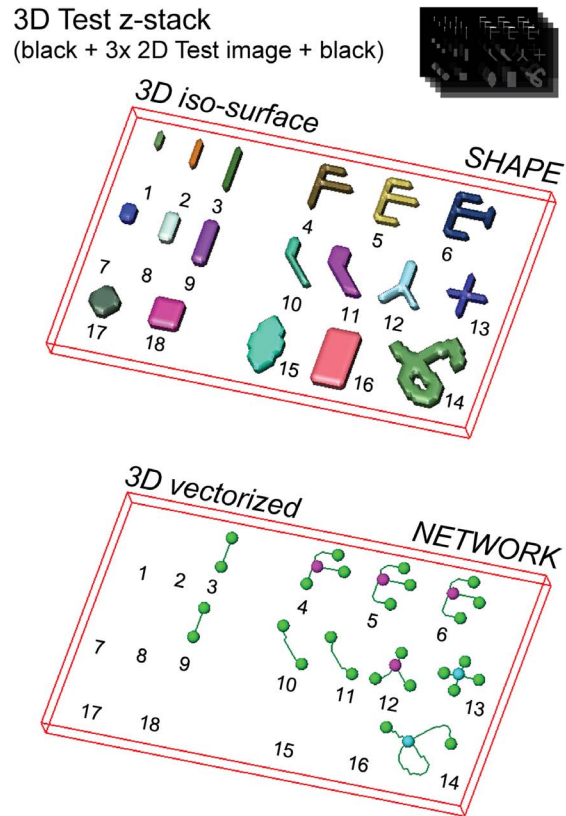 3D Test z-stack
(black + 3x 2D Test image + black)
3D iso-surface
SHAPE
1 2 3 4 5 6
7 8 9 10 11 12 13
17 18 15 16 14
3D vectorized
NETWORK
1 2 3 4 5 6
7 8 9 10 11 12 13
17 18 15 16 14